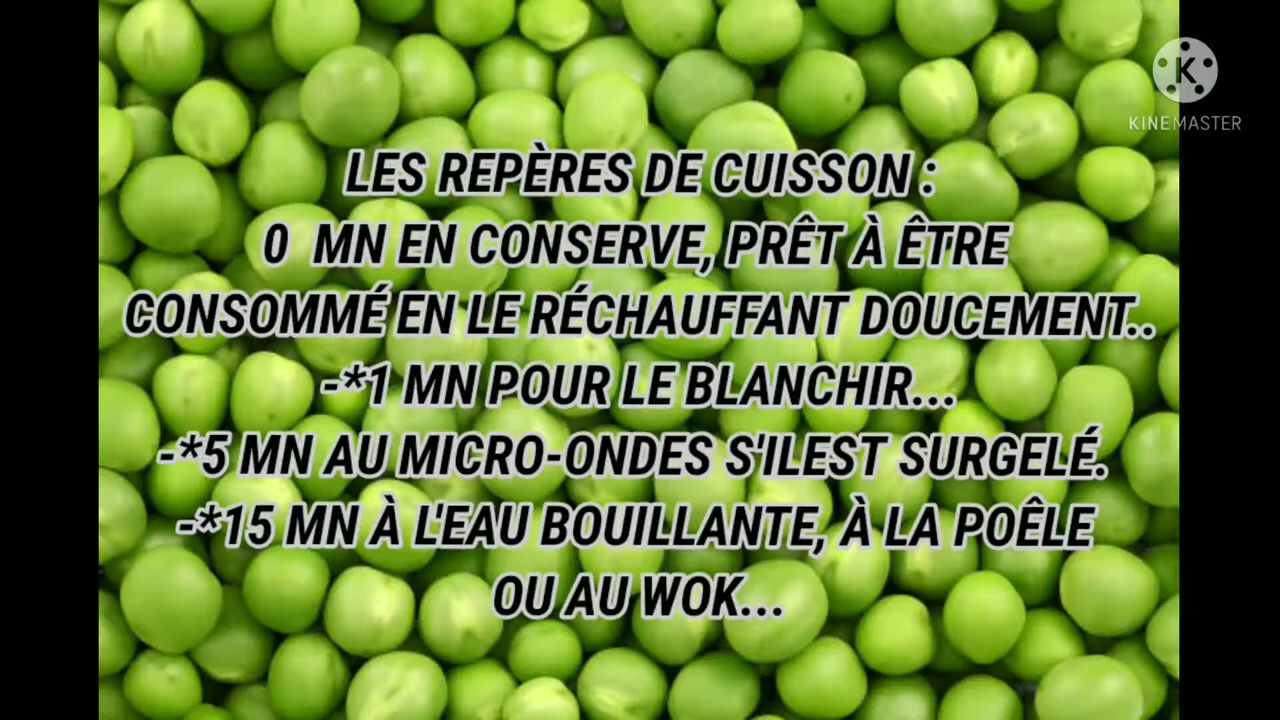 KINEMASTER
LES REPÈRES DE CUISSON :
0 MN EN CONSERVE, PRÊT À ÊTRE
CONSOMMÉ EN LE RÉCHAUFFANT DOUCEMENT..
-*1 MN POUR LE BLANCHIR...
-*5 MN AU MICRO-ONDES S'ILEST SURGELÉ.
-*15 MN À L'EAU BOUILLANTE, À LA POÊLE
OU AU WOK...